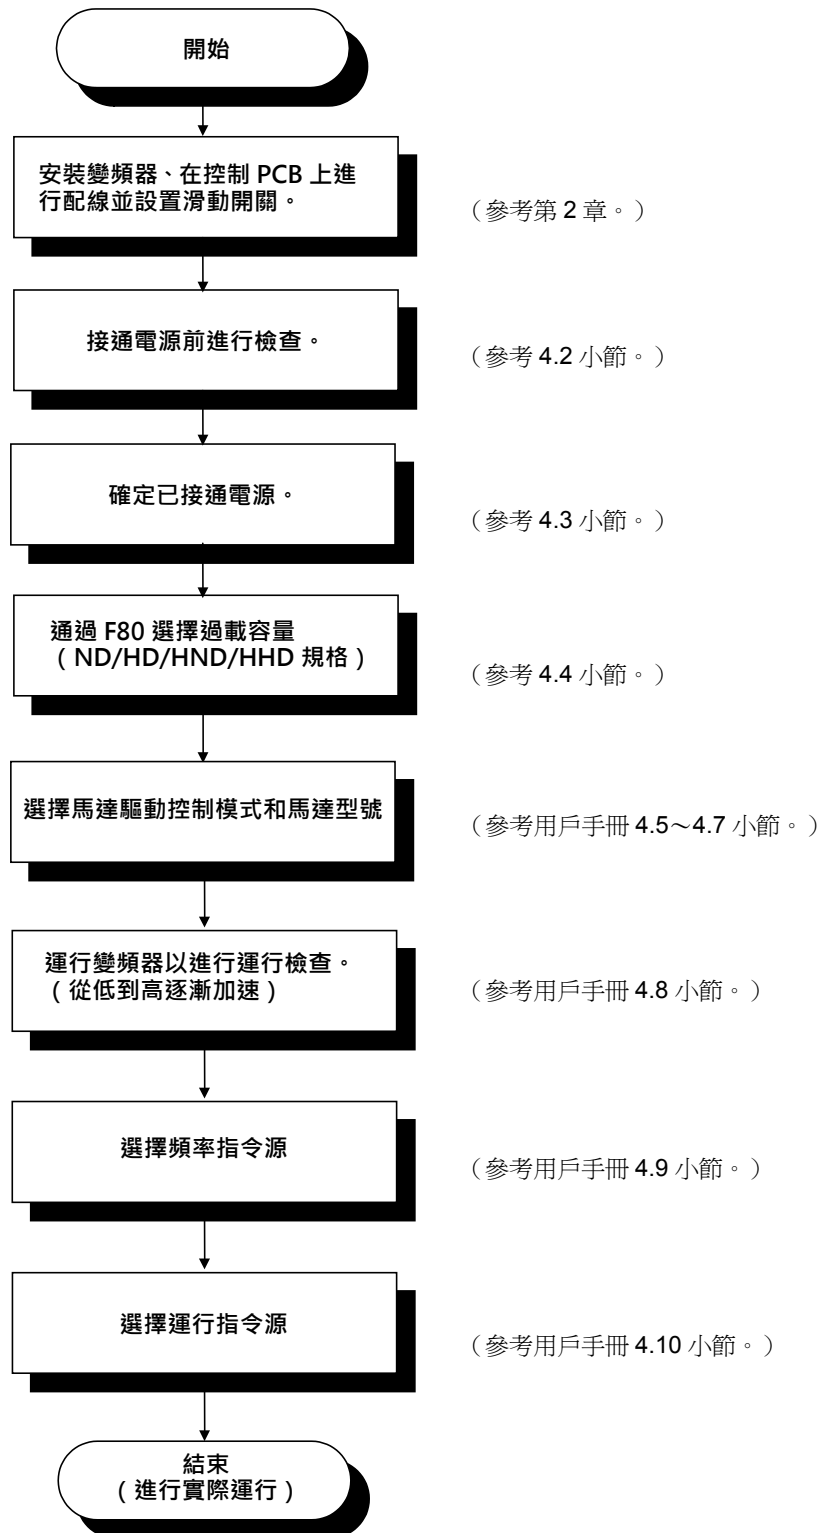 開始
安裝變頻器、在控制 PCB 上進
行配線並設置滑動開關。
（參考第 2 章。）
接通電源前進行檢查。
（參考 4.2 小節。）
確定已接通電源。
（參考 4.3 小節。）
通過 F80 選擇過載容量
（ND/HD/HND/HHD 規格）
（參考 4.4 小節。）
選擇馬達驅動控制模式和馬達型號
（參考用戶手冊 4.5～4.7 小節。）
運行變頻器以進行運行檢查。
（從低到高逐漸加速）
（參考用戶手冊 4.8 小節。）
選擇頻率指令源
（參考用戶手冊 4.9 小節。）
選擇運行指令源
（參考用戶手冊 4.10 小節。）
結束
（進行實際運行）